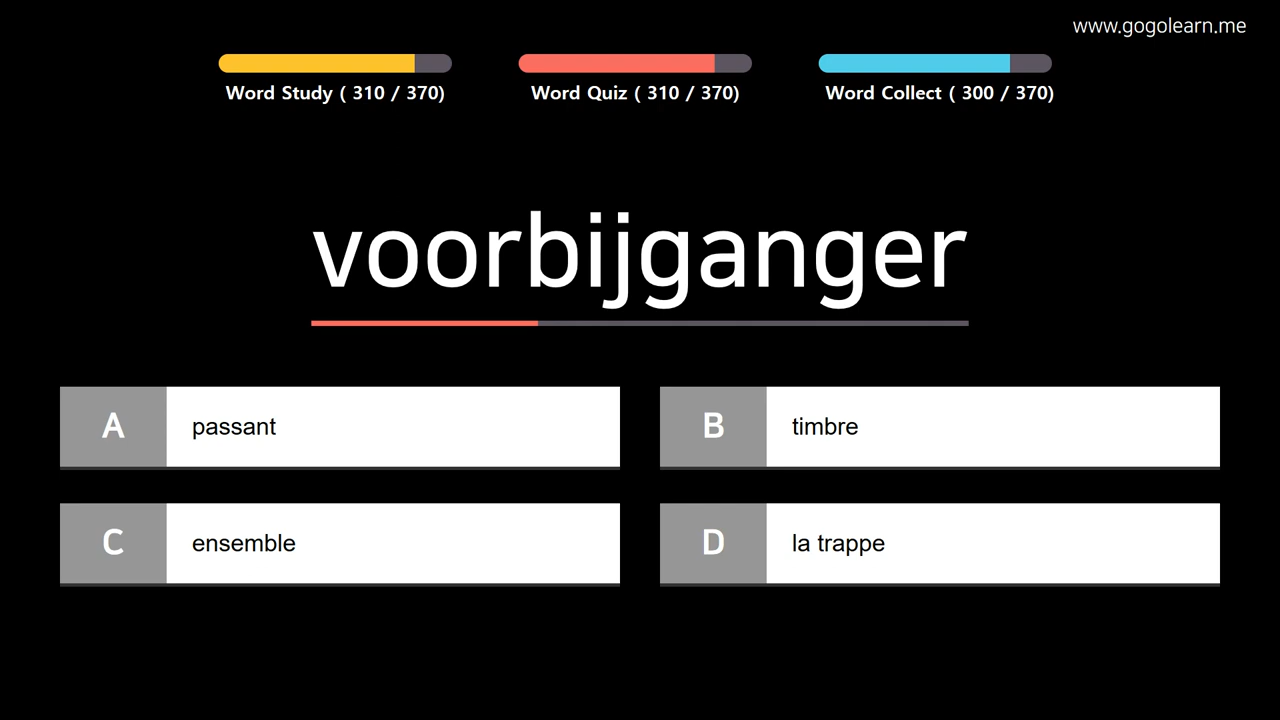 www.gogolearn.me
Word Study ( 310 / 370)
Word Quiz ( 310 / 370)
Word Collect ( 300 / 370)
voorbijganger
A passant
B timbre
C ensemble
D la trappe